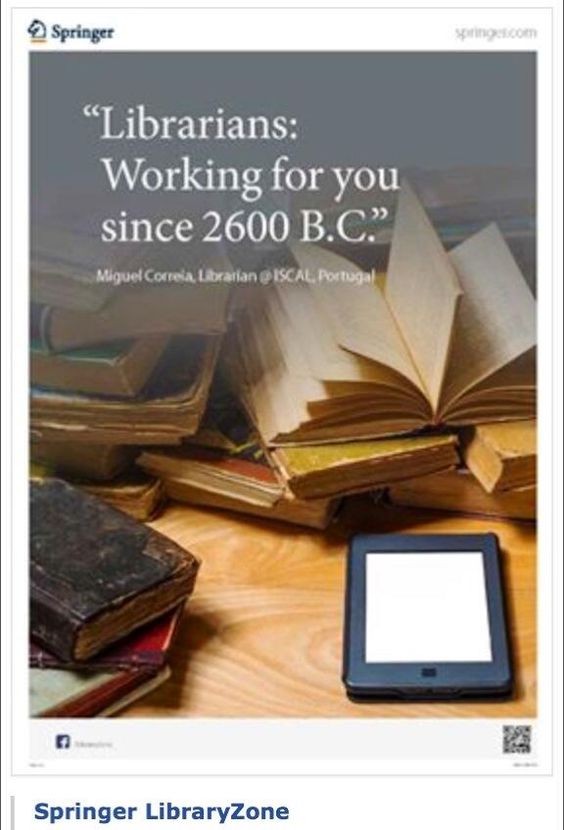 Springer
springer.com
“Librarians:
Working for you
since 2600 B.C.”
Miguel Correia, Librarian @ ISCAL, Portugal
Springer LibraryZone